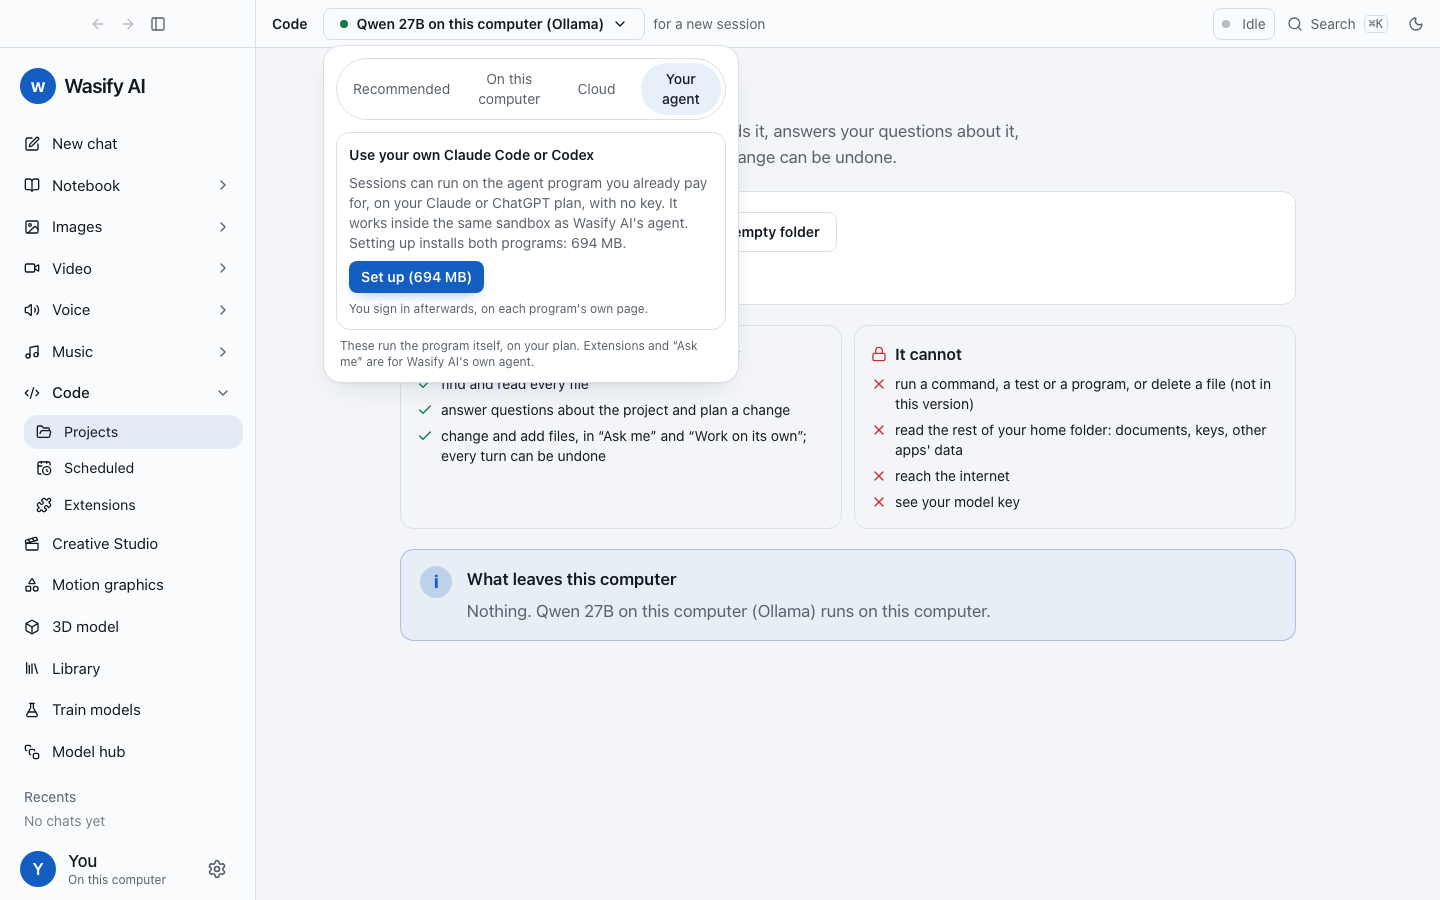 Code
Qwen 27B on this computer (Ollama)
for a new session
Idle
Search
⌘K
W
Wasify AI
New chat
Notebook
Images
Video
Voice
Music
Code
Projects
Scheduled
Extensions
Creative Studio
Motion graphics
3D model
Library
Train models
Model hub
Recents
No chats yet
Y
You
On this computer
Recommended
On this
computer
Cloud
Your
agent
Use your own Claude Code or Codex
Sessions can run on the agent program you already pay
for, on your Claude or ChatGPT plan, with no key. It
works inside the same sandbox as Wasify AI's agent.
Setting up installs both programs: 694 MB.
Set up (694 MB)
You sign in afterwards, on each program's own page.
These run the program itself, on your plan. Extensions and “Ask
me” are for Wasify AI's own agent.
it, answers your questions about it,
can be undone.
empty folder
find and read every file
answer questions about the project and plan a change
change and add files, in “Ask me” and “Work on its own”;
every turn can be undone
It cannot
run a command, a test or a program, or delete a file (not in
this version)
read the rest of your home folder: documents, keys, other
apps' data
reach the internet
see your model key
i
What leaves this computer
Nothing. Qwen 27B on this computer (Ollama) runs on this computer.